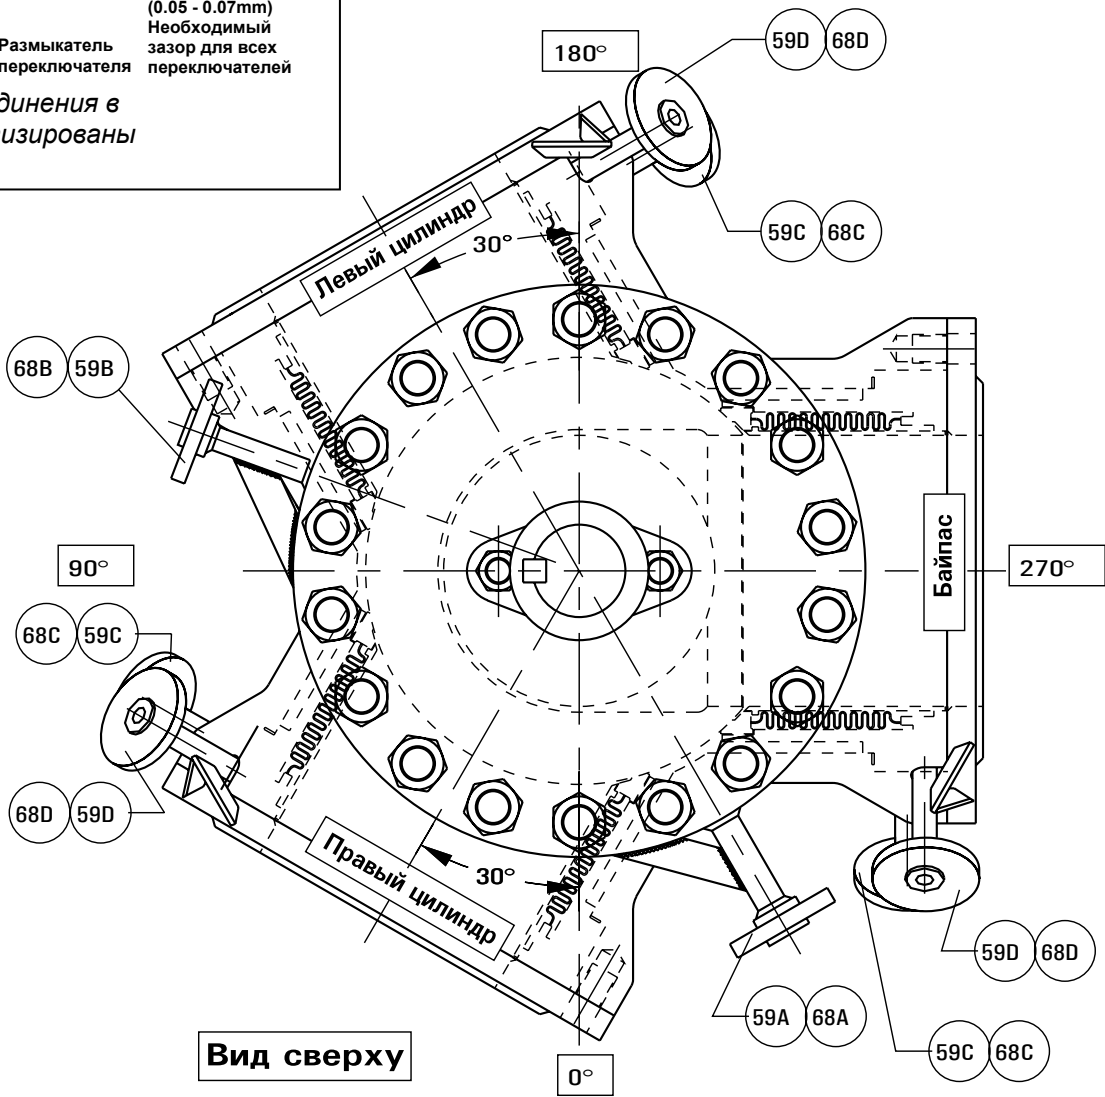 (0.05 - 0.07mm)
Необходимый
зазор для всех
переключателей
Размыкатель
переключателя
динения в
изированы
180°
59D 68D
59C 68C
Левый цилиндр
30°
68B 59B
90°
Байпас
270°
68C 59C
68D 59D
Правый цилиндр
30°
59D 68D
59A 68A
59C 68C
Вид сверху
0°